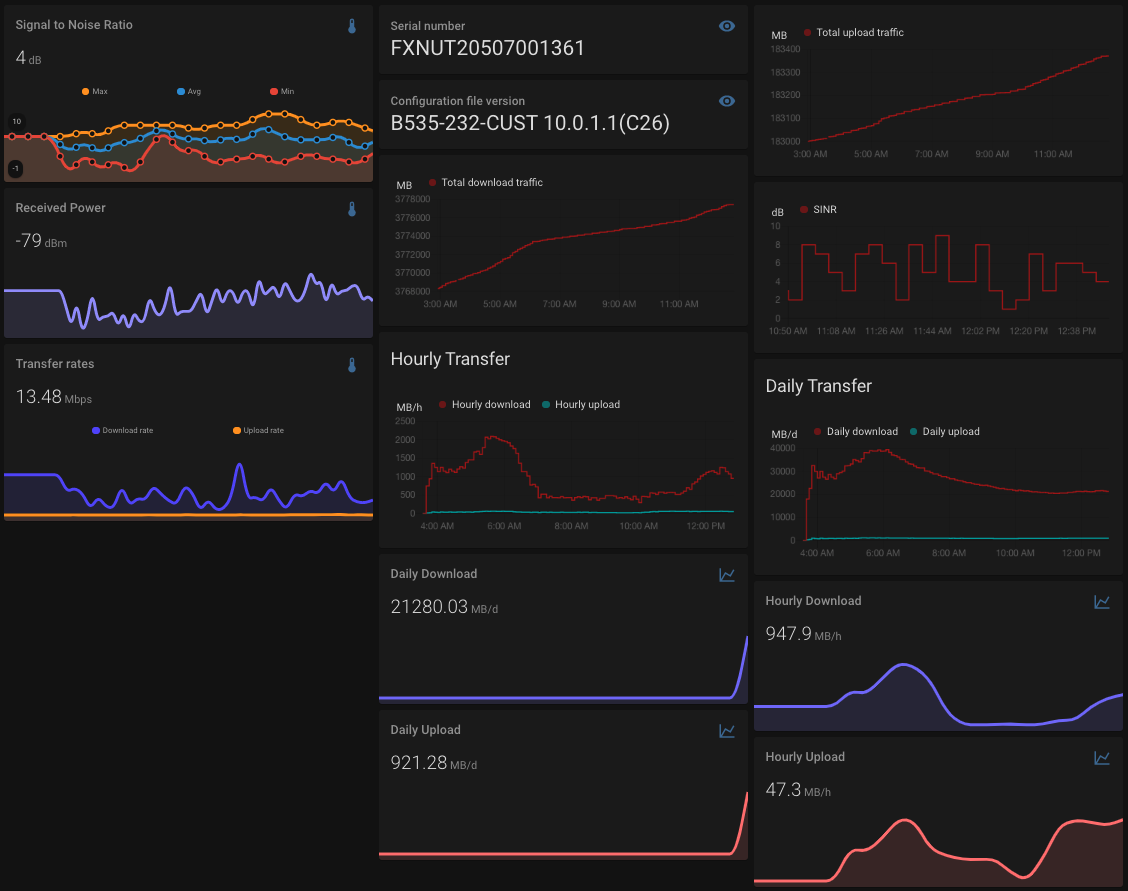 Signal to Noise Ratio
4 dB
Max Avg Min
10
-1
Received Power
-79 dBm
Transfer rates
13.48 Mbps
Download rate Upload rate
Serial number
FXNUT20507001361
Configuration file version
B535-232-CUST 10.0.1.1(C26)
MB Total download traffic
3778000
3776000
3774000
3772000
3770000
3768000
3:00 AM 5:00 AM 7:00 AM 9:00 AM 11:00 AM
Hourly Transfer
MB/h Hourly download Hourly upload
2500
2000
1500
1000
500
0
4:00 AM 6:00 AM 8:00 AM 10:00 AM 12:00 PM
Daily Download
21280.03 MB/d
Daily Upload
921.28 MB/d
MB Total upload traffic
183400
183300
183200
183100
183000
3:00 AM 5:00 AM 7:00 AM 9:00 AM 11:00 AM
dB SINR
10
8
6
4
2
0
10:50 AM 11:08 AM 11:26 AM 11:44 AM 12:02 PM 12:20 PM 12:38 PM
Daily Transfer
MB/d Daily download Daily upload
40000
30000
20000
10000
0
4:00 AM 6:00 AM 8:00 AM 10:00 AM 12:00 PM
Hourly Download
947.9 MB/h
Hourly Upload
47.3 MB/h